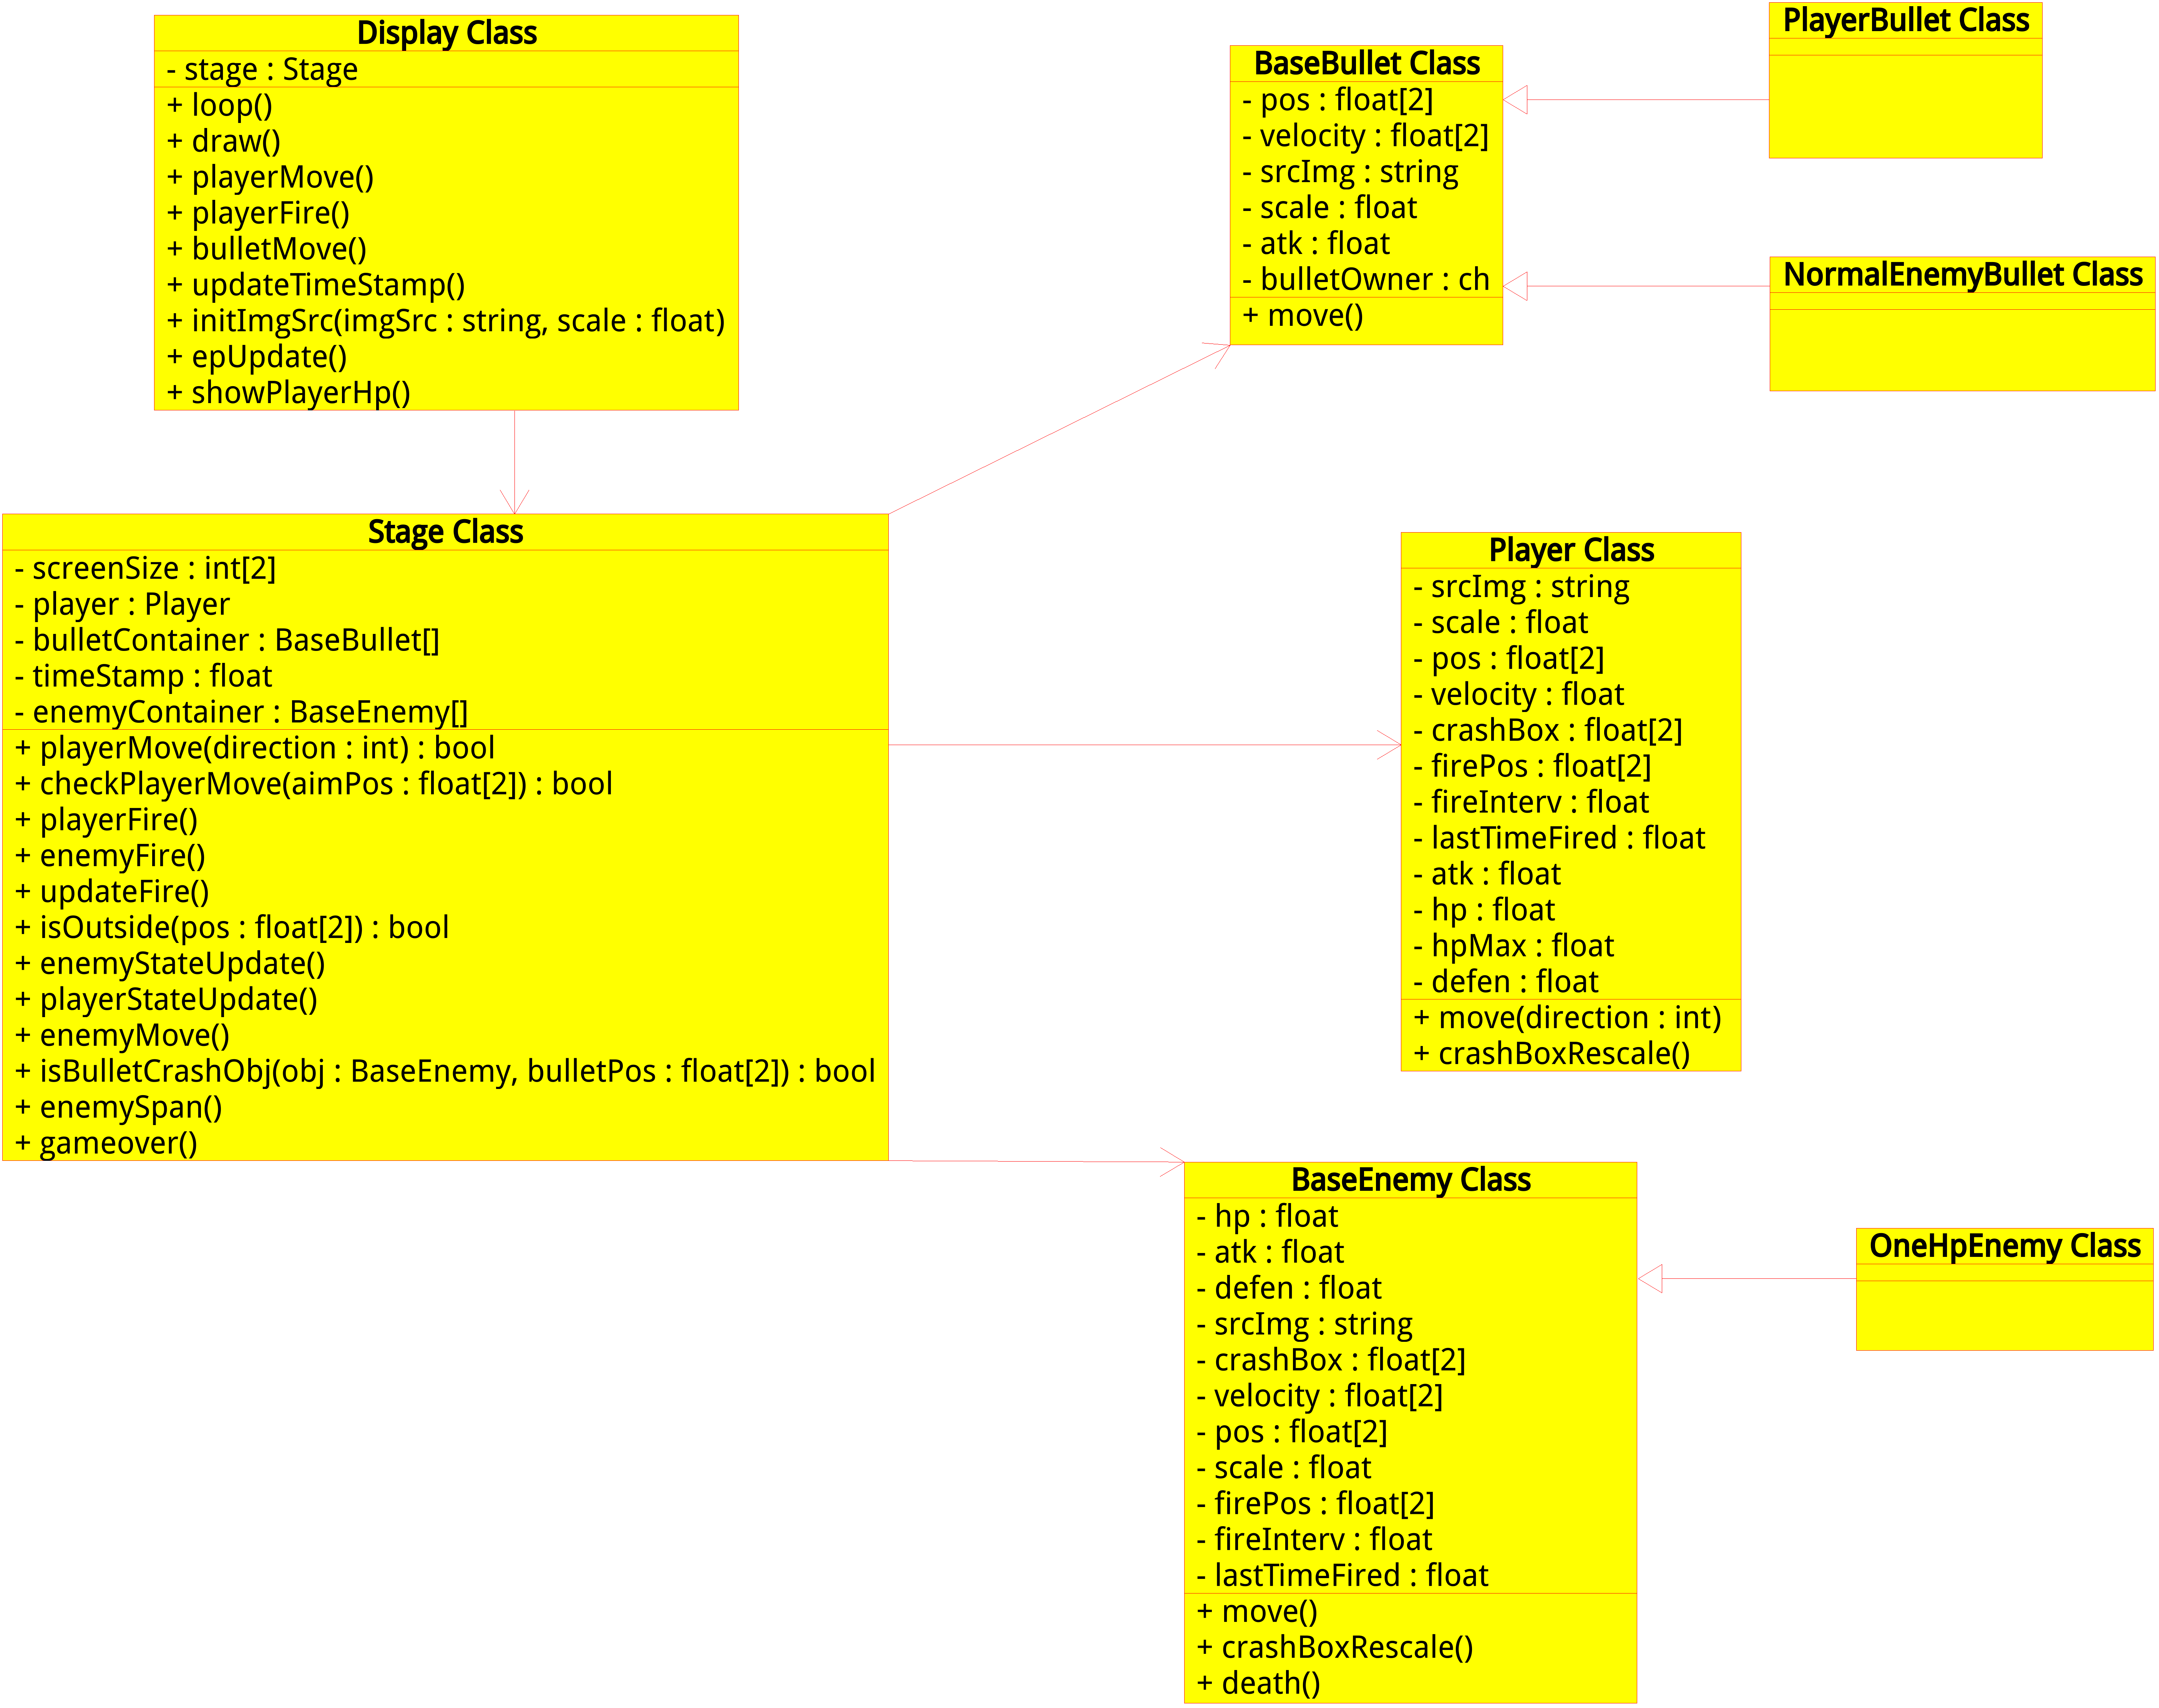 Display Class
- stage : Stage
+ loop()
+ draw()
+ playerMove()
+ playerFire()
+ bulletMove()
+ updateTimeStamp()
+ initImgSrc(imgSrc : string, scale : float)
+ epUpdate()
+ showPlayerHp()
BaseBullet Class
- pos : float[2]
- velocity : float[2]
- srcImg : string
- scale : float
- atk : float
- bulletOwner : ch
+ move()
PlayerBullet Class
NormalEnemyBullet Class
Stage Class
- screenSize : int[2]
- player : Player
- bulletContainer : BaseBullet[]
- timeStamp : float
- enemyContainer : BaseEnemy[]
+ playerMove(direction : int) : bool
+ checkPlayerMove(aimPos : float[2]) : bool
+ playerFire()
+ enemyFire()
+ updateFire()
+ isOutside(pos : float[2]) : bool
+ enemyStateUpdate()
+ playerStateUpdate()
+ enemyMove()
+ isBulletCrashObj(obj : BaseEnemy, bulletPos : float[2]) : bool
+ enemySpan()
+ gameover()
Player Class
- srcImg : string
- scale : float
- pos : float[2]
- velocity : float
- crashBox : float[2]
- firePos : float[2]
- fireInterv : float
- lastTimeFired : float
- atk : float
- hp : float
- hpMax : float
- defen : float
+ move(direction : int)
+ crashBoxRescale()
BaseEnemy Class
- hp : float
- atk : float
- defen : float
- srcImg : string
- crashBox : float[2]
- velocity : float[2]
- pos : float[2]
- scale : float
- firePos : float[2]
- fireInterv : float
- lastTimeFired : float
+ move()
+ crashBoxRescale()
+ death()
OneHpEnemy Class